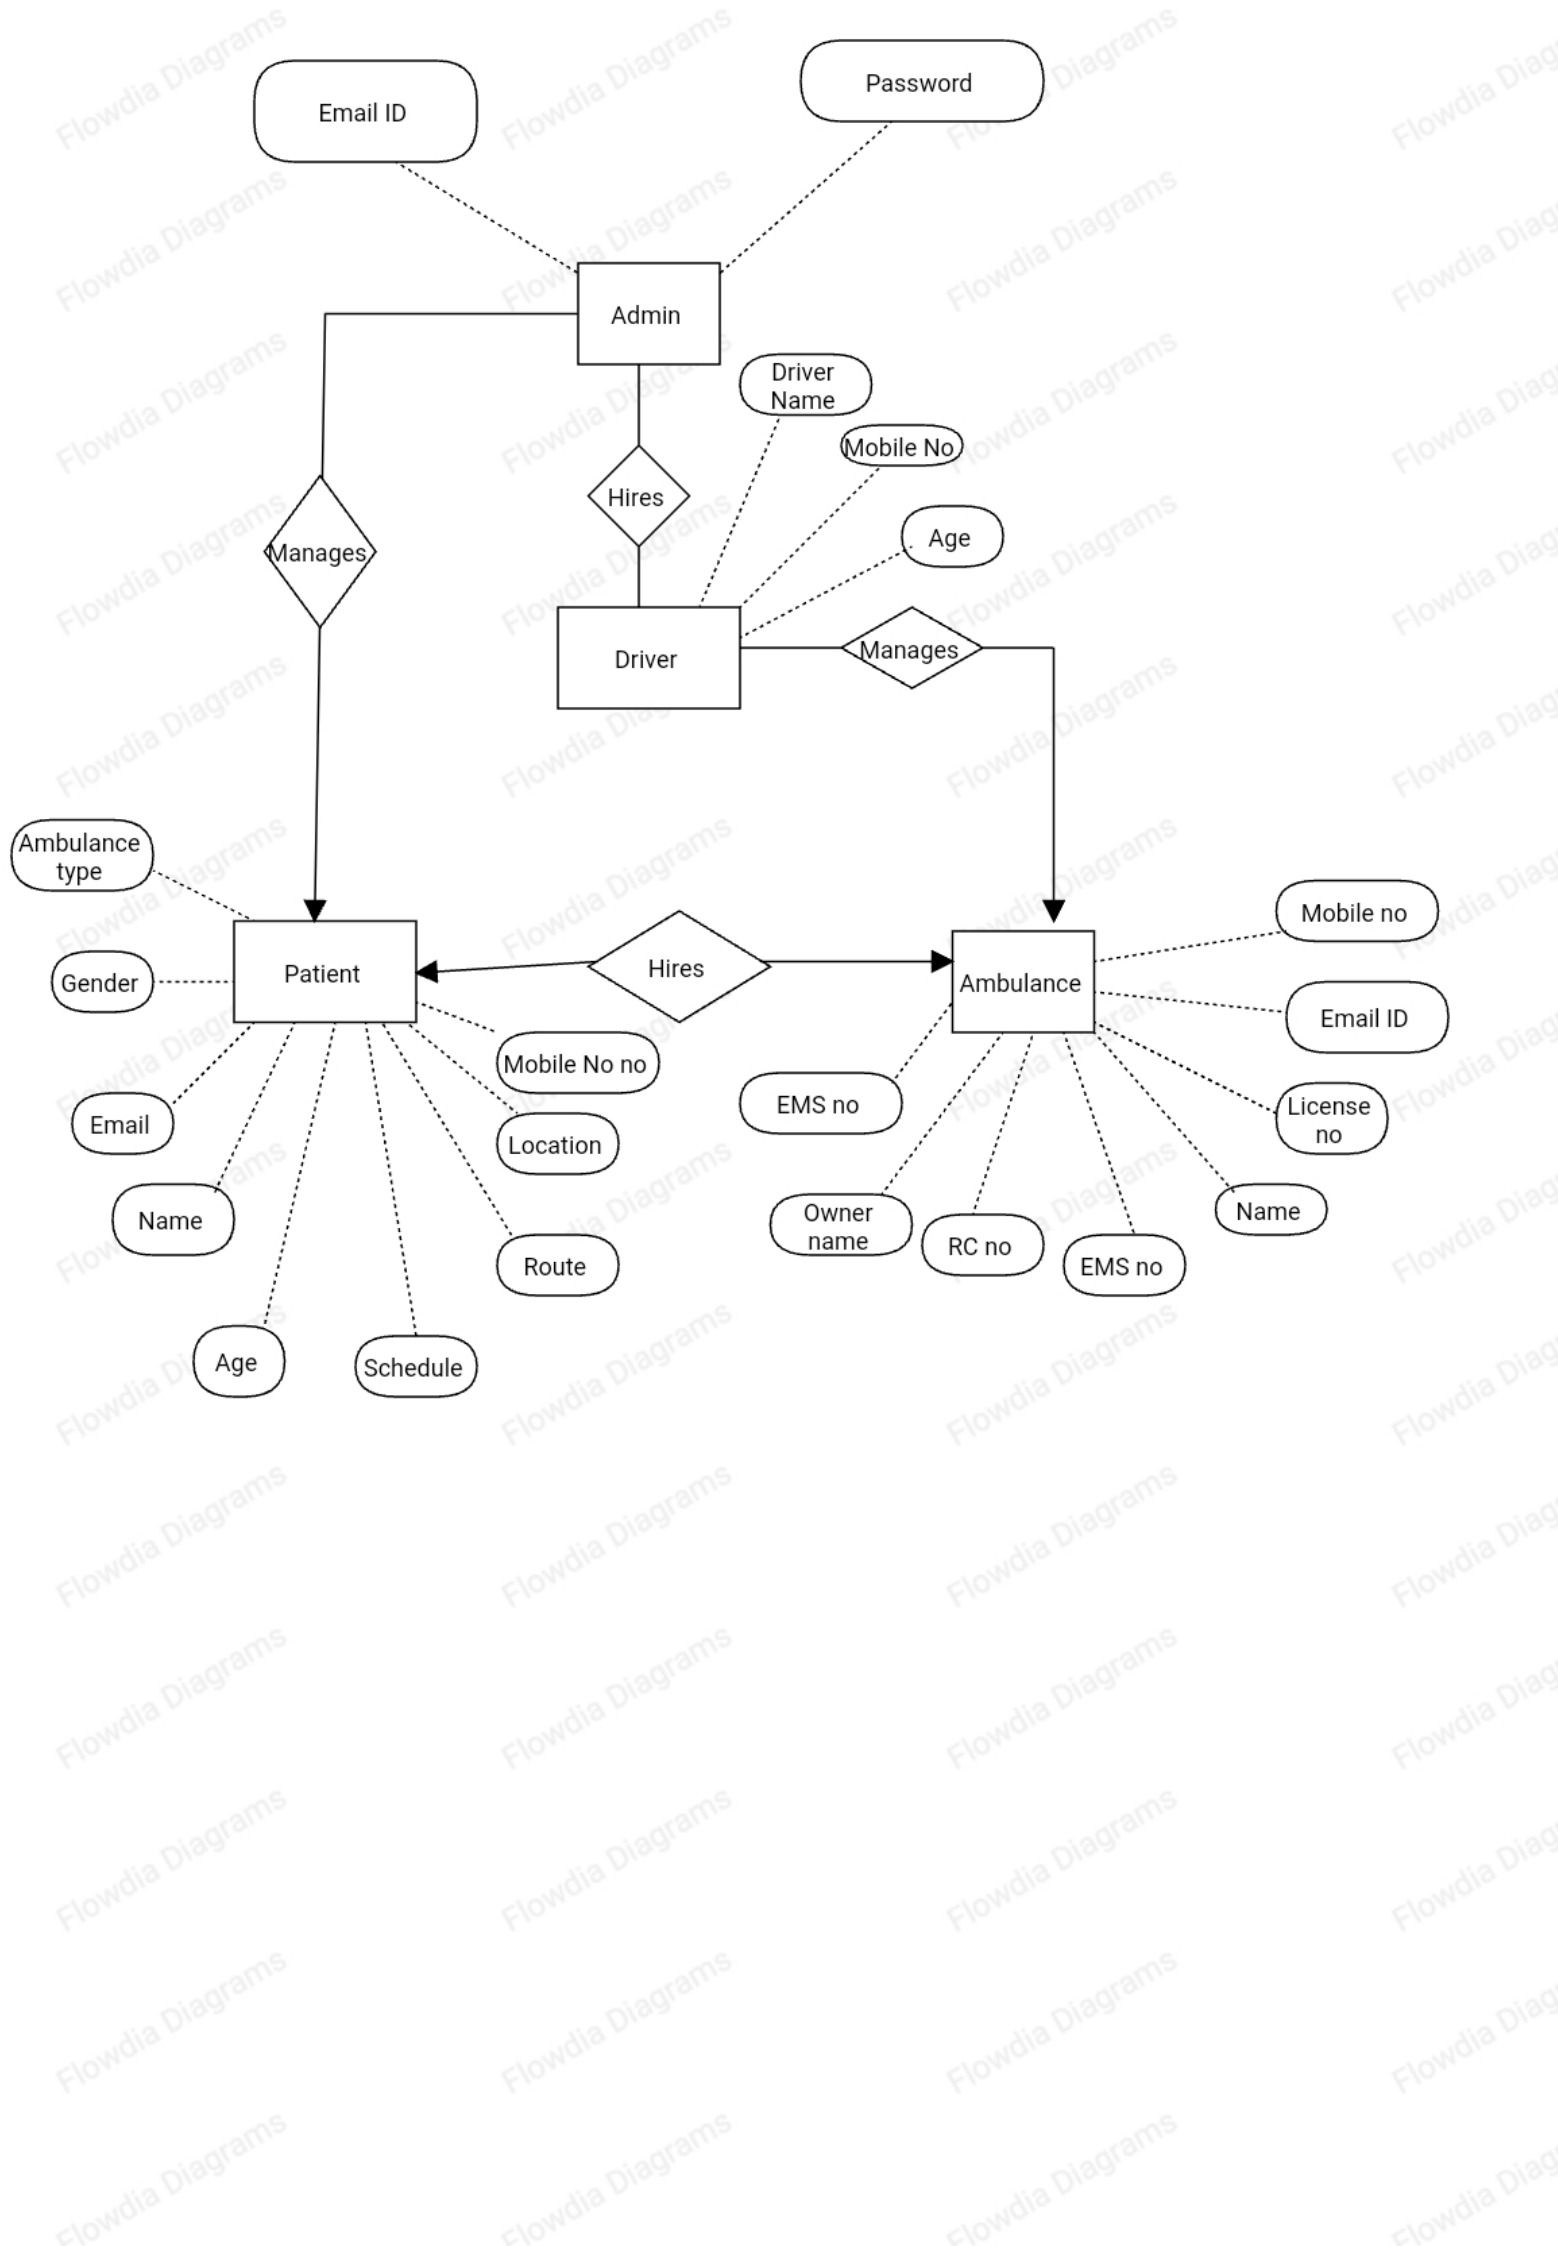 Email ID
Password
Admin
Driver
Name
Mobile No
Hires
Age
Manages
Manages
Driver
Ambulance
type
Gender
Patient
Hires
Ambulance
Mobile no
Email ID
Mobile No no
Email
EMS no
License
no
Location
Name
Owner
name
RC no
EMS no
Name
Route
Age
Schedule
Flowdia Diagrams